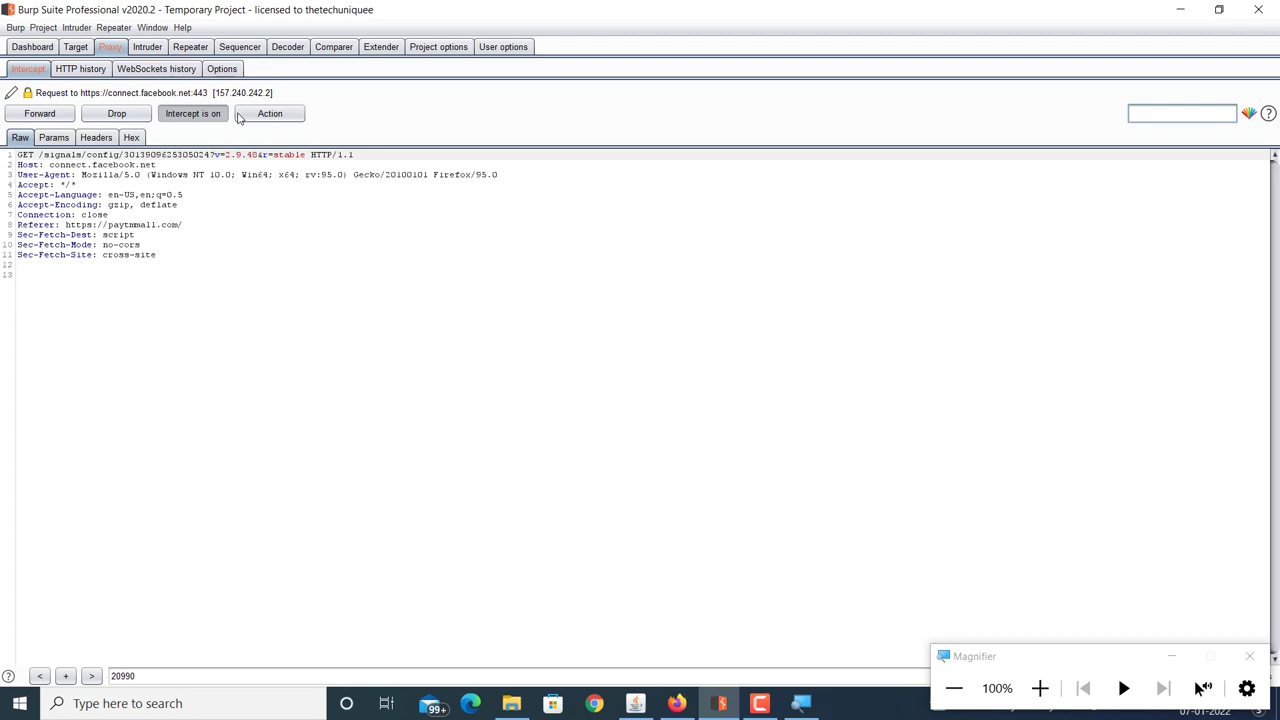 Burp Suite Professional v2020.2 - Temporary Project - licensed to thetechuniquee
Burp Project Intruder Repeater Window Help
Dashboard Target Proxy Intruder Repeater Sequencer Decoder Comparer Extender Project options User options
Intercept HTTP history WebSockets history Options
Request to https://connect.facebook.net:443 [157.240.242.2]
Forward Drop Intercept is on Action ?
Raw Params Headers Hex
1 GET /signals/config/3013909625305024?v=2.9.48&r=stable HTTP/1.1
2 Host: connect.facebook.net
3 User-Agent: Mozilla/5.0 (Windows NT 10.0; Win64; x64; rv:95.0) Gecko/20100101 Firefox/95.0
4 Accept: */*
5 Accept-Language: en-US,en;q=0.5
6 Accept-Encoding: gzip, deflate
7 Connection: close
8 Referer: https://paytmmall.com/
9 Sec-Fetch-Dest: script
10 Sec-Fetch-Mode: no-cors
11 Sec-Fetch-Site: cross-site
12
13
? < + > 20990
Magnifier
100%
Type here to search
99+
07-01-2022